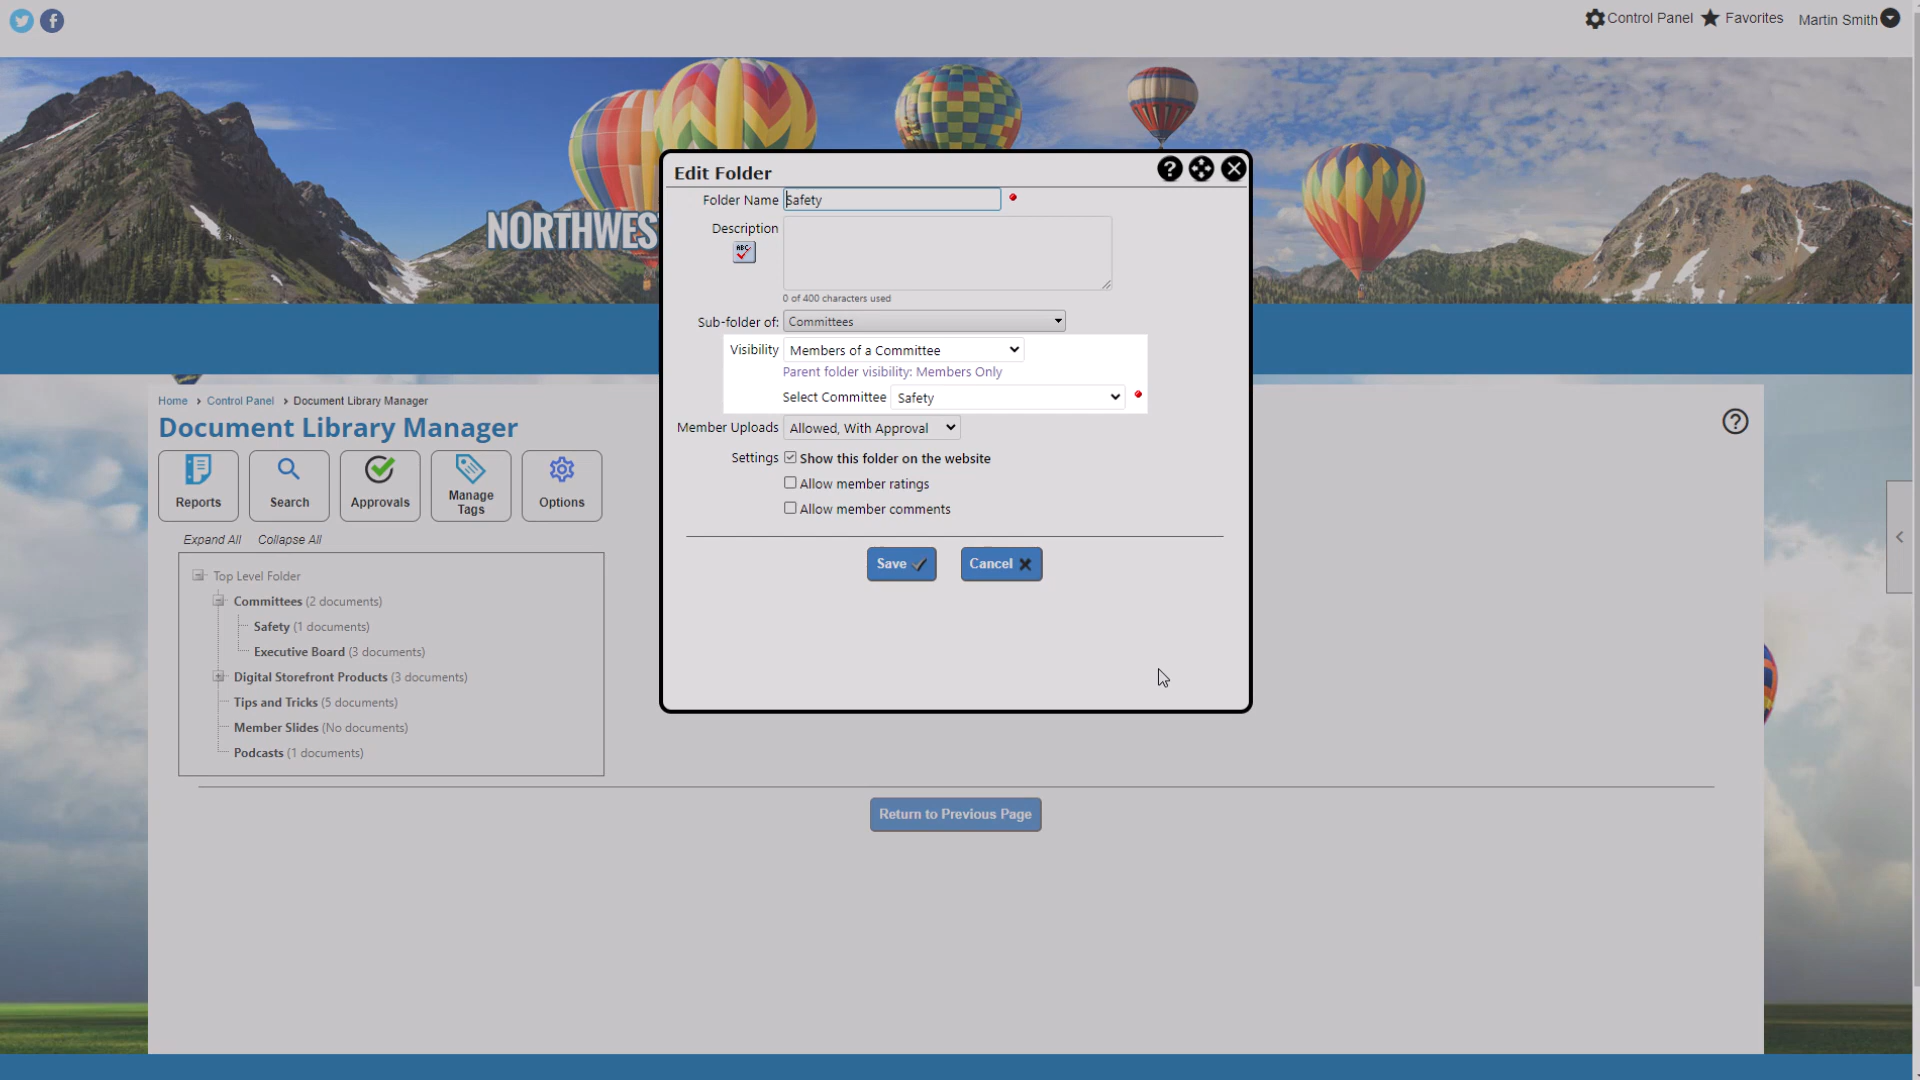 Control Panel Favorites Martin Smith
NORTHWES
Edit Folder
Folder Name Safety
Description
ABC
0 of 400 characters used
Sub-folder of: Committees
Visibility Members of a Committee
Parent folder visibility: Members Only
Select Committee Safety
Member Uploads Allowed, With Approval
Settings Show this folder on the website
Allow member ratings
Allow member comments
Save Cancel
Home › Control Panel › Document Library Manager
Document Library Manager
Reports Search Approvals Manage Tags Options
Expand All Collapse All
Top Level Folder
Committees (2 documents)
Safety (1 documents)
Executive Board (3 documents)
Digital Storefront Products (3 documents)
Tips and Tricks (5 documents)
Member Slides (No documents)
Podcasts (1 documents)
Return to Previous Page